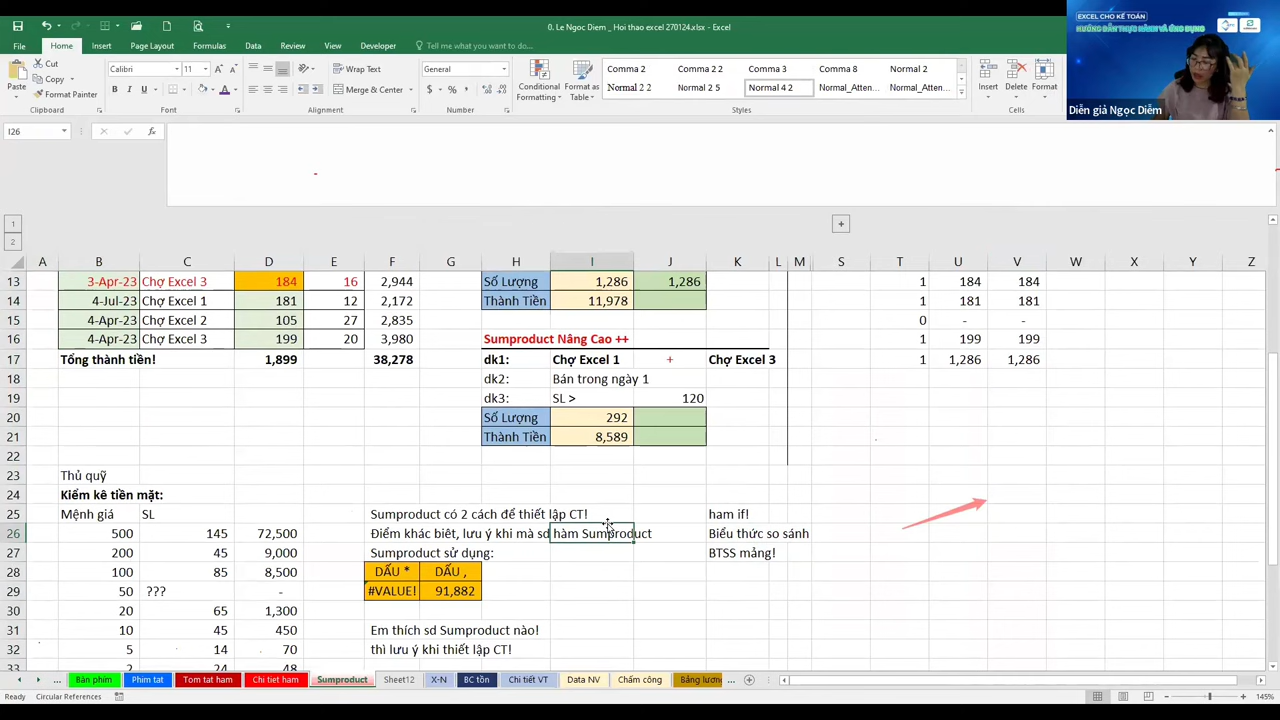 0. Le Ngoc Diem _ Hoi thao excel 270124.xlsx - Excel
File Home Insert Page Layout Formulas Data Review View Developer Tell me what you want to do...
Cut
Copy
Format Painter
Paste
Clipboard
Calibri 11
B I U
Font
Wrap Text
Merge & Center
Alignment
General
$ % ,
Number
Conditional Formatting
Format as Table
Comma 2 Comma 2 2 Comma 3 Comma 8 Normal 2
Normal 2 2 Normal 2 5 Normal 4 2 Normal_Atten... Normal_Atten...
Styles
Insert Delete Format
Cells
EXCEL CHO KẾ TOÁN
HƯỚNG DẪN THỰC HÀNH VÀ ỨNG DỤNG
Diễn giả Ngọc Diễm
I26 fx
1
2
A B C D E F G H I J K L M S T U V W X Y Z
13 3-Apr-23 Chợ Excel 3 184 16 2,944 Số Lượng 1,286 1,286 1 184 184
14 4-Jul-23 Chợ Excel 1 181 12 2,172 Thành Tiền 11,978 1 181 181
15 4-Apr-23 Chợ Excel 2 105 27 2,835 0 - -
16 4-Apr-23 Chợ Excel 3 199 20 3,980 Sumproduct Nâng Cao ++ 1 199 199
17 Tổng thành tiền! 1,899 38,278 dk1: Chợ Excel 1 + Chợ Excel 3 1 1,286 1,286
18 dk2: Bán trong ngày 1
19 dk3: SL > 120
20 Số Lượng 292
21 Thành Tiền 8,589
22
23 Thủ quỹ
24 Kiểm kê tiền mặt:
25 Mệnh giá SL Sumproduct có 2 cách để thiết lập CT! ham if!
26 500 145 72,500 Điểm khác biêt, lưu ý khi mà sd hàm Sumproduct Biểu thức so sánh
27 200 45 9,000 Sumproduct sử dụng: BTSS mảng!
28 100 85 8,500 DẤU * DẤU ,
29 50 ??? - #VALUE! 91,882
30 20 65 1,300
31 10 45 450 Em thích sd Sumproduct nào!
32 5 14 70 thì lưu ý khi thiết lập CT!
33 2 24 48
... Bàn phím Phim tat Tom tat ham Chi tiet ham Sumproduct Sheet12 X-N BC tồn Chi tiết VT Data NV Chấm công Bảng lương ...
Ready Circular References 145%